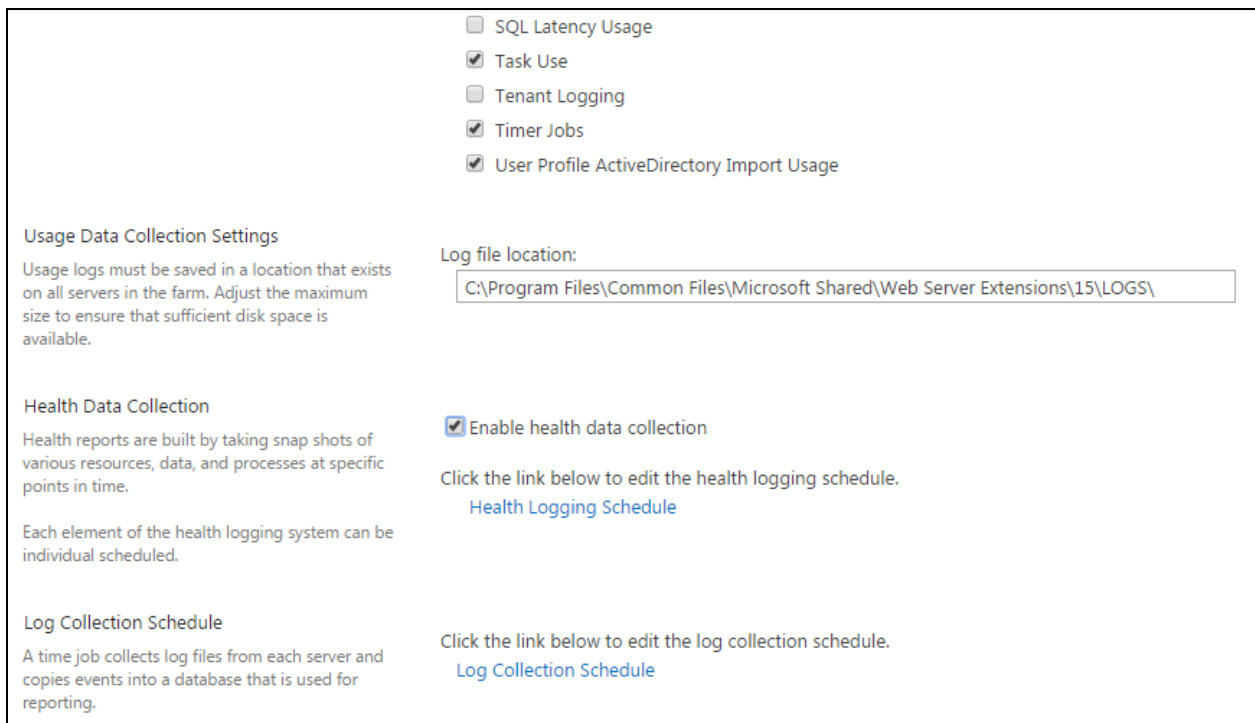 SQL Latency Usage
Task Use
Tenant Logging
Timer Jobs
User Profile ActiveDirectory Import Usage
Usage Data Collection Settings
Usage logs must be saved in a location that exists
on all servers in the farm. Adjust the maximum
size to ensure that sufficient disk space is
available.
Log file location:
C:\Program Files\Common Files\Microsoft Shared\Web Server Extensions\15\LOGS\
Health Data Collection
Health reports are built by taking snap shots of
various resources, data, and processes at specific
points in time.
Each element of the health logging system can be
individual scheduled.
Enable health data collection
Click the link below to edit the health logging schedule.
Health Logging Schedule
Log Collection Schedule
A time job collects log files from each server and
copies events into a database that is used for
reporting.
Click the link below to edit the log collection schedule.
Log Collection Schedule